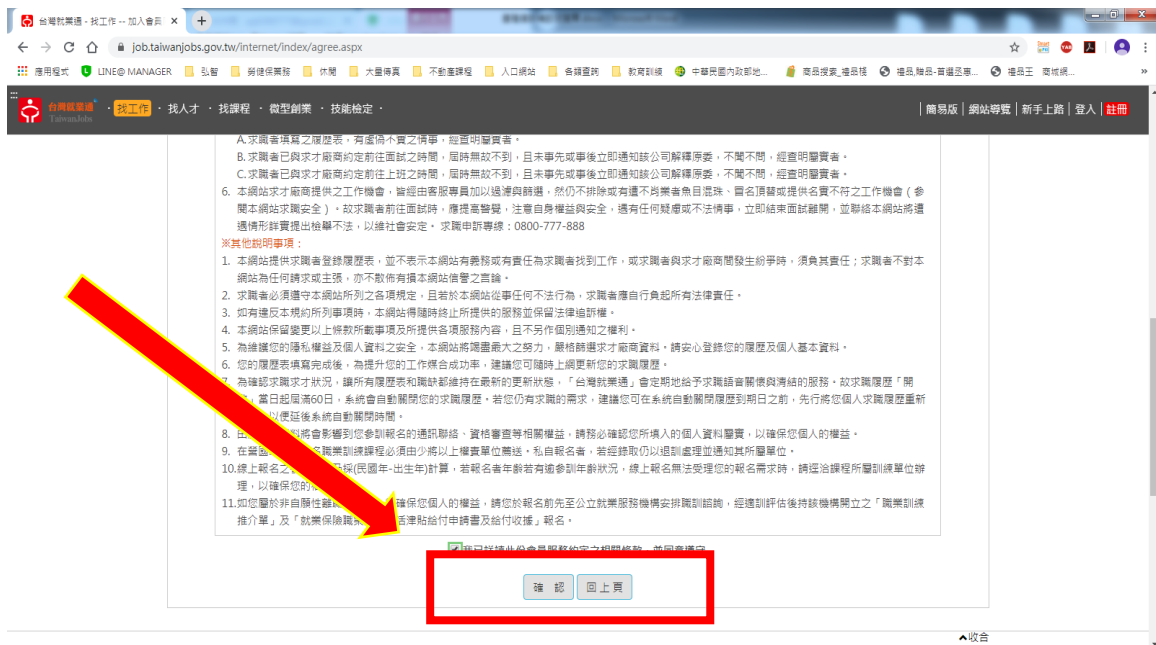 台灣就業通 - 找工作 -- 加入會員
job.taiwanjobs.gov.tw/internet/index/agree.aspx
應用程式 LINE@ MANAGER 弘智 勞健保業務 休閒 大量傳真 不動產課程 人口網站 各類查詢 教育訓練 中華民國內政部地... 商品搜索_禮品棧 禮品,贈品-首選丞惠... 禮品王 商城網... »
台灣就業通 · 找工作 · 找人才 · 找課程 · 微型創業 · 技能檢定 · | 簡易版 | 網站導覽 | 新手上路 | 登入 | 註冊
TaiwanJobs
A.求職者填寫之履歷表,有虛偽不實之情事,經查明屬實者。
B.求職者已與求才廠商約定前往面試之時間,屆時無故不到,且未事先或事後立即通知該公司解釋原委,不聞不問,經查明屬實者。
C.求職者已與求才廠商約定前往上班之時間,屆時無故不到,且未事先或事後立即通知該公司解釋原委,不聞不問,經查明屬實者。
6. 本網站求才廠商提供之工作機會,皆經由客服專員加以過濾與篩選,然仍不排除或有遭不肖業者魚目混珠、冒名頂替或提供名實不符之工作機會(參
閱本網站求職安全)。故求職者前往面試時,應提高警覺,注意自身權益與安全,遇有任何疑慮或不法情事,立即結束面試離開,並聯絡本網站將遭
遇情形詳實提出檢舉不法,以維社會安定。求職申訴專線:0800-777-888
※其他說明事項:
1. 本網站提供求職者登錄履歷表,並不表示本網站有義務或有責任為求職者找到工作,或求職者與求才廠商間發生紛爭時,須負其責任;求職者不對本
網站為任何請求或主張,亦不散佈有損本網站信譽之言論。
2. 求職者必須遵守本網站所列之各項規定,且若於本網站從事任何不法行為,求職者應自行負起所有法律責任。
3. 如有違反本規約所列事項時,本網站得隨時終止所提供的服務並保留法律追訴權。
4. 本網站保留變更以上條款所載事項及所提供各項服務內容,且不另作個別通知之權利。
5. 為維護您的隱私權益及個人資料之安全,本網站將竭盡最大之努力,嚴格篩選求才廠商資料。請安心登錄您的履歷及個人基本資料。
6. 您的履歷表填寫完成後,為提升您的工作媒合成功率,建議您可隨時上網更新您的求職履歷。
7. 為確認求職求才狀況,讓所有履歷表和職缺都維持在最新的更新狀態,「台灣就業通」會定期地給予求職語音關懷與清結的服務。故求職履歷「開
當日起屆滿60日,系統會自動關閉您的求職履歷。若您仍有求職的需求,建議您可在系統自動關閉履歷到期日之前,先行將您個人求職履歷重新
以便延後系統自動關閉時間。
8. 料將會影響到您參訓報名的通訊聯絡、資格審查等相關權益,請務必確認您所填入的個人資料屬實,以確保您個人的權益。
9. 在營 職業訓練課程必須由少將以上權責單位薦送。私自報名者,若經錄取仍以退訓處理並通知其所屬單位。
10.線上報名之 採(民國年-出生年)計算,若報名者年齡若有逾參訓年齡狀況,線上報名無法受理您的報名需求時,請逕洽課程所屬訓練單位辦
理,以確保您的
11.如您屬於非自願性離 確保您個人的權益,請您於報名前先至公立就業服務機構安排職訓諮詢,經適訓評估後持該機構開立之「職業訓練
推介單」及「就業保險職 活津貼給付申請書及給付收據」報名。
我已詳讀此份會員服務約定之相關條款,並同意遵守
確 認 回上頁
收合